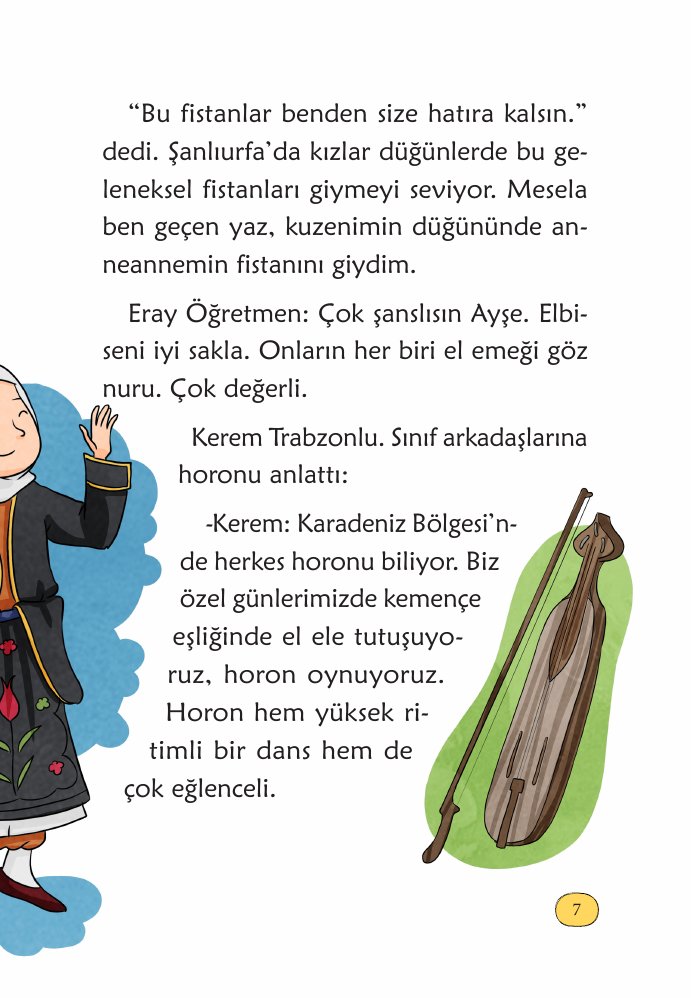 “Bu fistanlar benden size hatıra kalsın.”
dedi. Şanlıurfa’da kızlar düğünlerde bu ge-
leneksel fistanları giymeyi seviyor. Mesela
ben geçen yaz, kuzenimin düğününde an-
neannemin fistanını giydim.
Eray Öğretmen: Çok şanslısın Ayşe. Elbi-
seni iyi sakla. Onların her biri el emeği göz
nuru. Çok değerli.
Kerem Trabzonlu. Sınıf arkadaşlarına
horonu anlattı:
-Kerem: Karadeniz Bölgesi’n-
de herkes horonu biliyor. Biz
özel günlerimizde kemençe
eşliğinde el ele tutuşuyo-
ruz, horon oynuyoruz.
Horon hem yüksek ri-
timli bir dans hem de
çok eğlenceli.
7